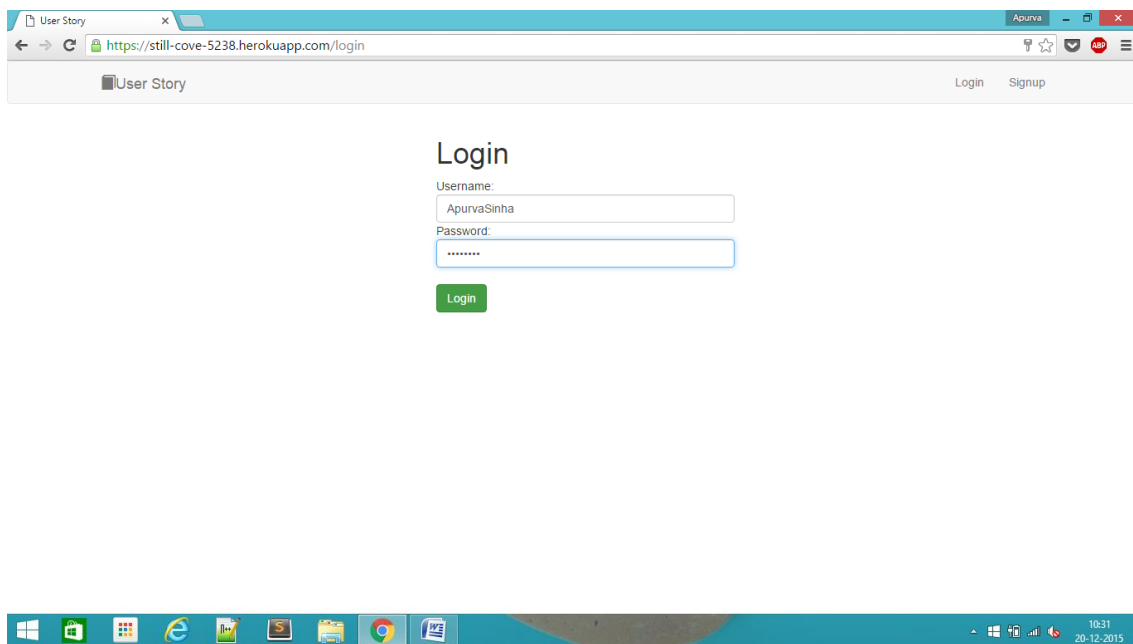 User Story
Apurva
https://still-cove-5238.herokuapp.com/login
ABP
User Story Login Signup
Login
Username:
ApurvaSinha
Password:
••••••••
Login
10:31
20-12-2015